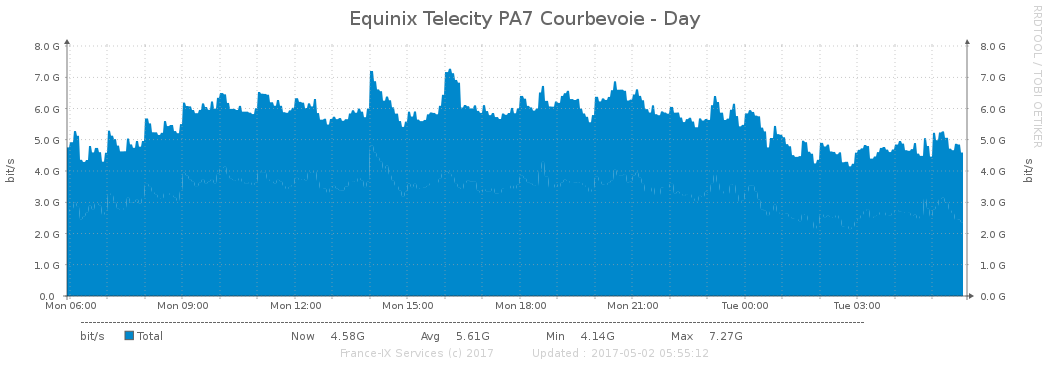 Equinix Telecity PA7 Courbevoie - Day
RRDTOOL / TOBI OETIKER
8.0 G 8.0 G
7.0 G 7.0 G
6.0 G 6.0 G
5.0 G 5.0 G
4.0 G 4.0 G
3.0 G 3.0 G
2.0 G 2.0 G
1.0 G 1.0 G
0.0 0.0 G
bit/s bit/s
Mon 06:00 Mon 09:00 Mon 12:00 Mon 15:00 Mon 18:00 Mon 21:00 Tue 00:00 Tue 03:00
bit/s Total Now 4.58G Avg 5.61G Min 4.14G Max 7.27G
France-IX Services (c) 2017 Updated : 2017-05-02 05:55:12